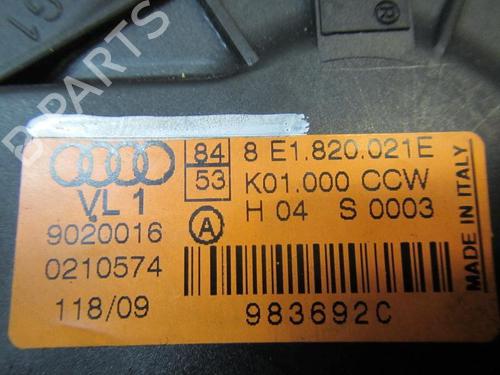 G1
B-PARTS
84 8 E1.820.021E
53 K01.000 CCW
VL 1
A H 04 S 0003
9020016
0210574
118/09
983692C
MADE IN ITALY